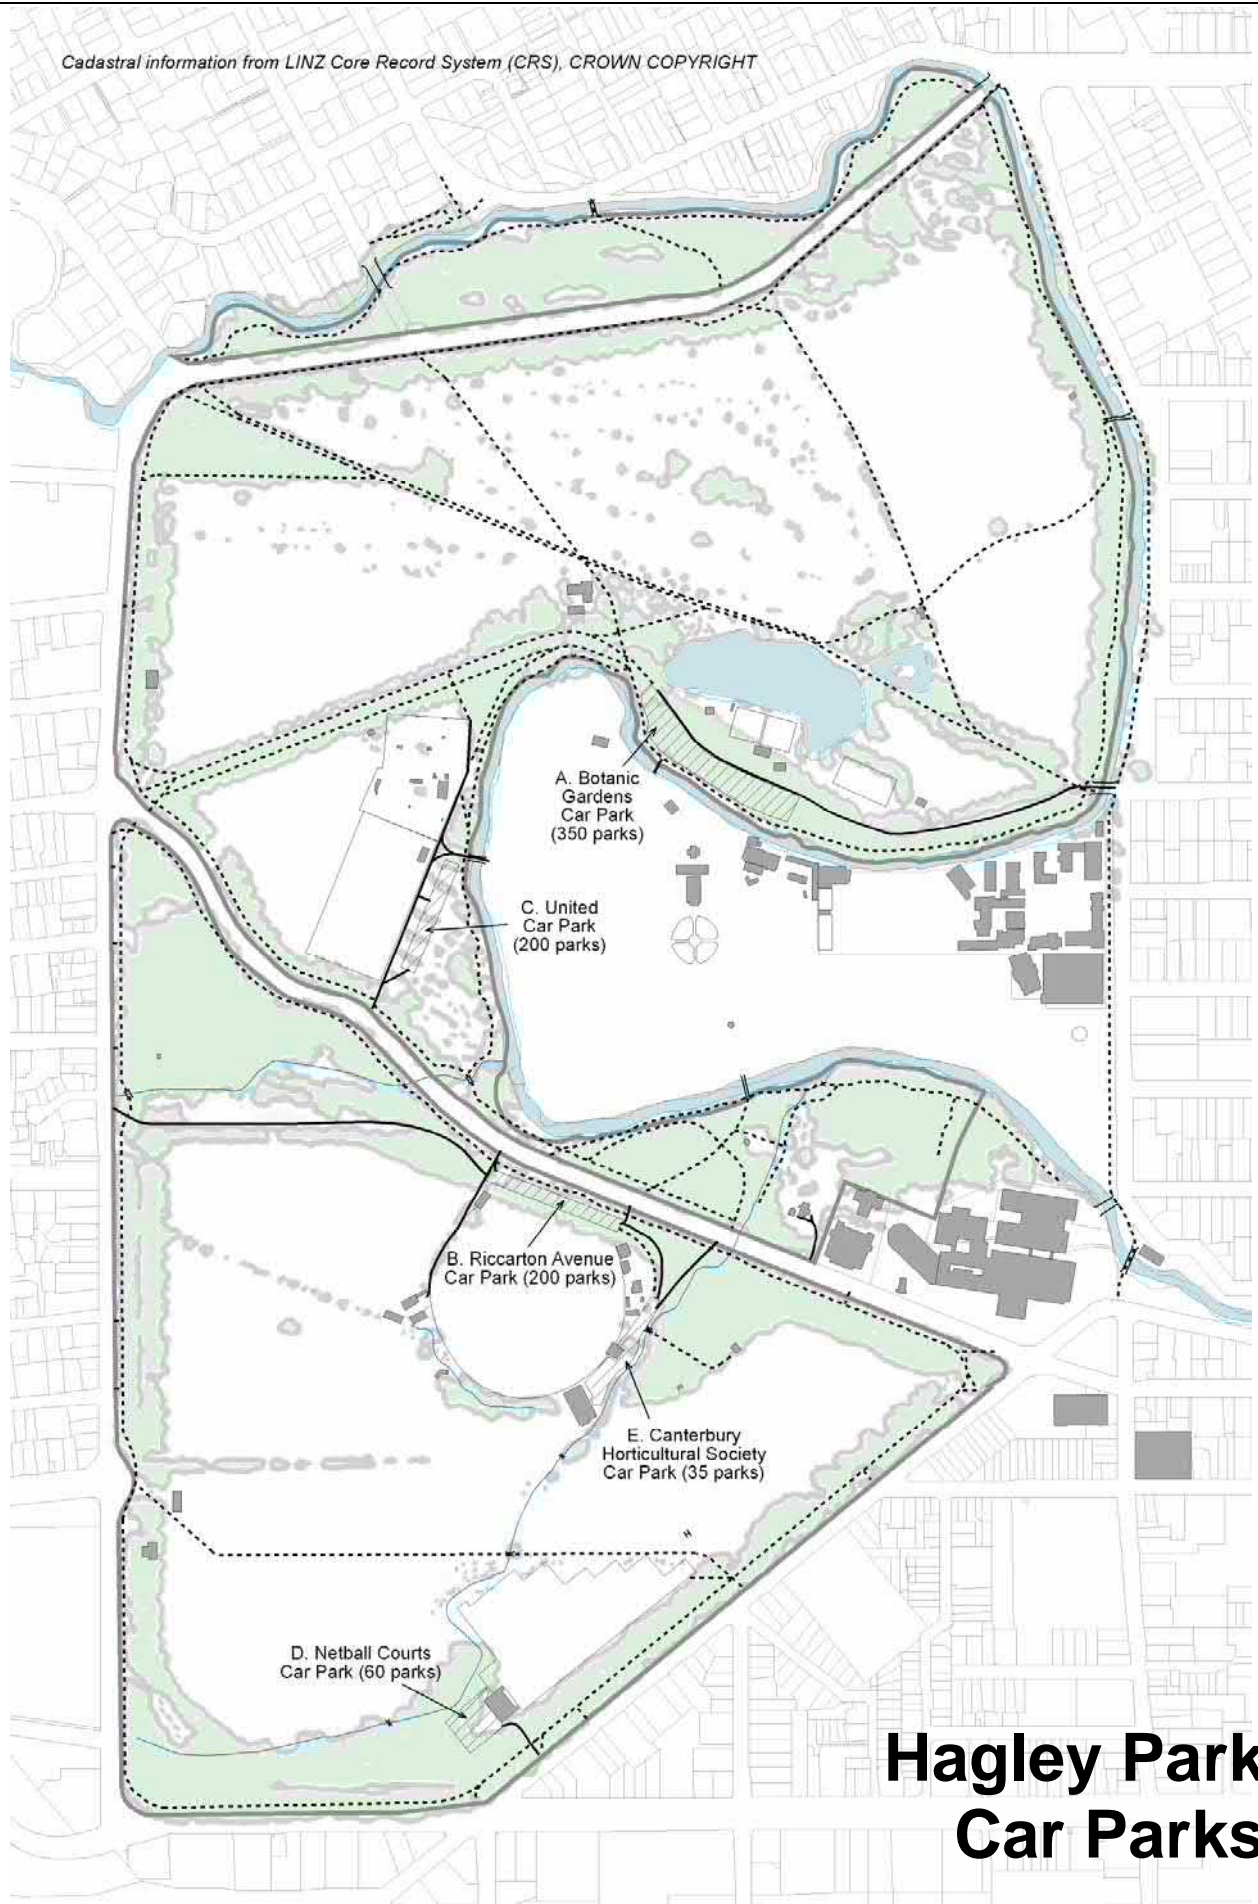 Cadastral information from LINZ Core Record System (CRS), CROWN COPYRIGHT
A. Botanic
Gardens
Car Park
(350 parks)
C. United
Car Park
(200 parks)
B. Riccarton Avenue
Car Park (200 parks)
E. Canterbury
Horticultural Society
Car Park (35 parks)
D. Netball Courts
Car Park (60 parks)
Hagley Park
Car Parks